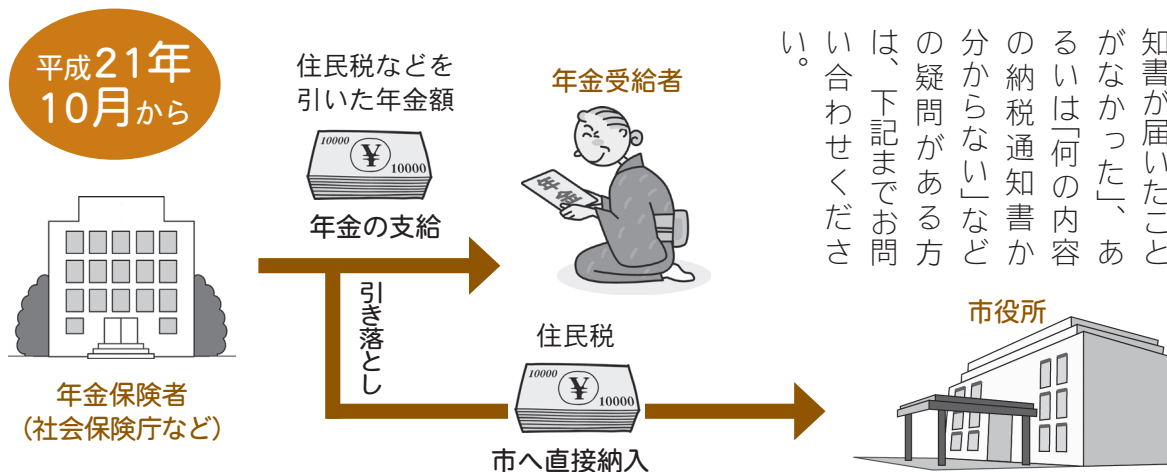 平成21年
10月から
住民税などを
引いた年金額
10000
¥
10000
年金の支給
年金受給者
年金
知書が届いたこと
がなかった」、あ
るいは「何の内容
の納税通知書か
分からない」など
の疑問がある方
は、下記までお問
い合わせくださ
い。
年金保険者
（社会保険庁など）
引き落とし
住民税
10000
¥
10000
市へ直接納入
市役所